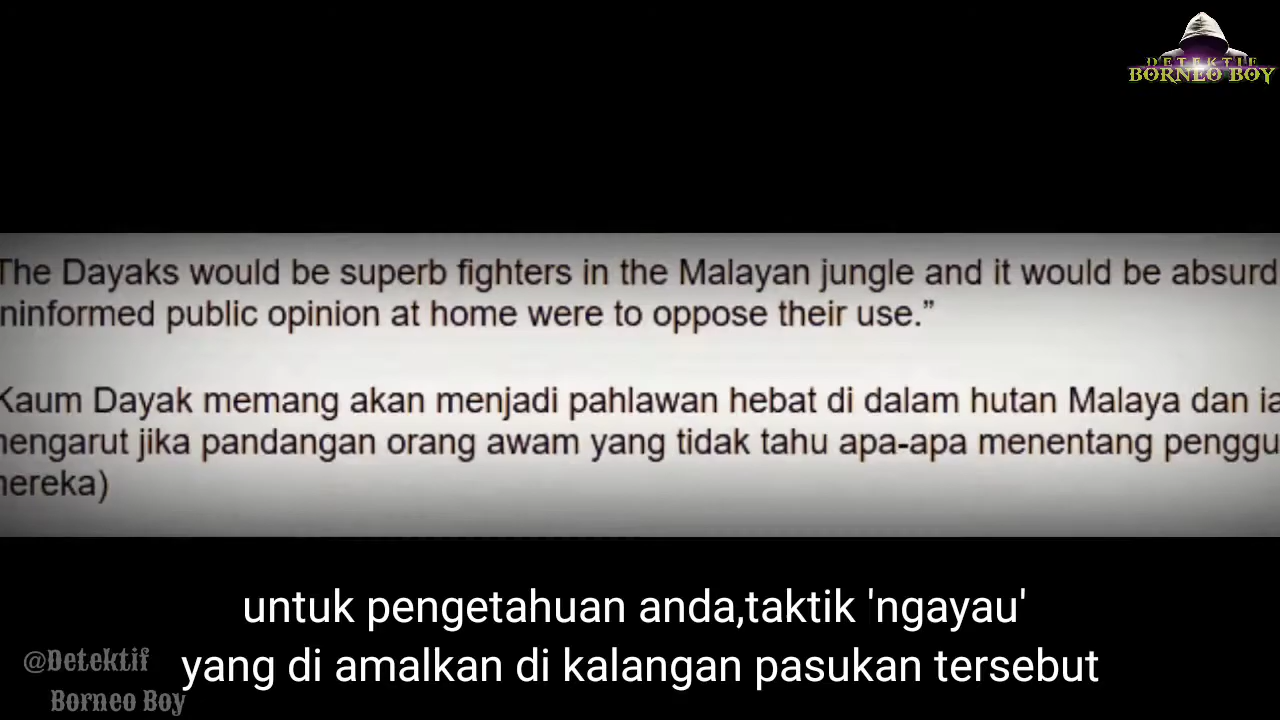 DETEKTIF
BORNEO BOY
The Dayaks would be superb fighters in the Malayan jungle and it would be absurd
ninformed public opinion at home were to oppose their use.”
Kaum Dayak memang akan menjadi pahlawan hebat di dalam hutan Malaya dan ia
engarut jika pandangan orang awam yang tidak tahu apa-apa menentang penggu
ereka)
untuk pengetahuan anda,taktik 'ngayau'
yang di amalkan di kalangan pasukan tersebut
@Detektif
Borneo Boy